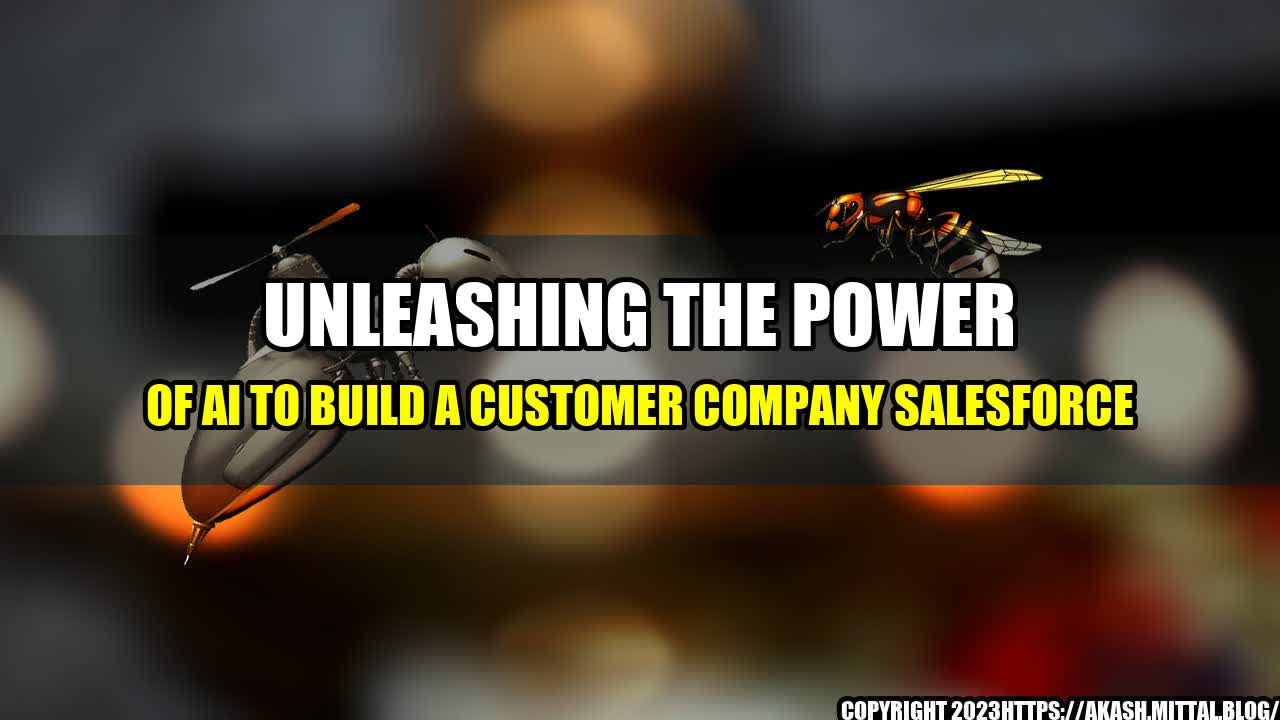 UNLEASHING THE POWER
OF AI TO BUILD A CUSTOMER COMPANY SALESFORCE
COPYRIGHT 2023HTTPS://AKASH.MITTAL.BLOG/